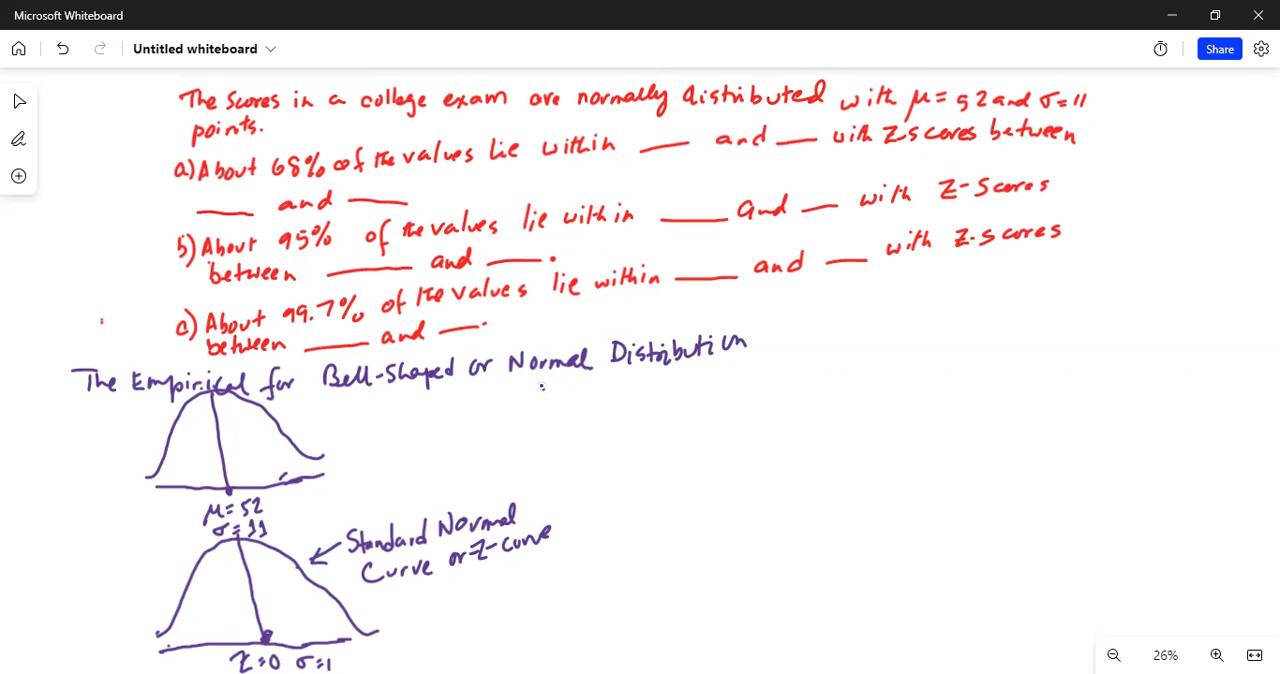 Microsoft Whiteboard
Untitled whiteboard
Share
The scores in a college exam are normally distributed with μ= 52 and σ=11
points.
a) About 68% of the values lie within ___ and ___ with Z-scores between
___ and ___
b) About 95% of the values lie within ___ and ___ with Z-Scores
between ___ and ___.
c) About 99.7% of the values lie within ___ and ___ with Z-scores
between ___ and ___.
The Empirical for Bell-Shaped or Normal Distribution
μ=52
σ=11
Standard Normal
Curve or Z-curve
Z=0 σ=1
26%